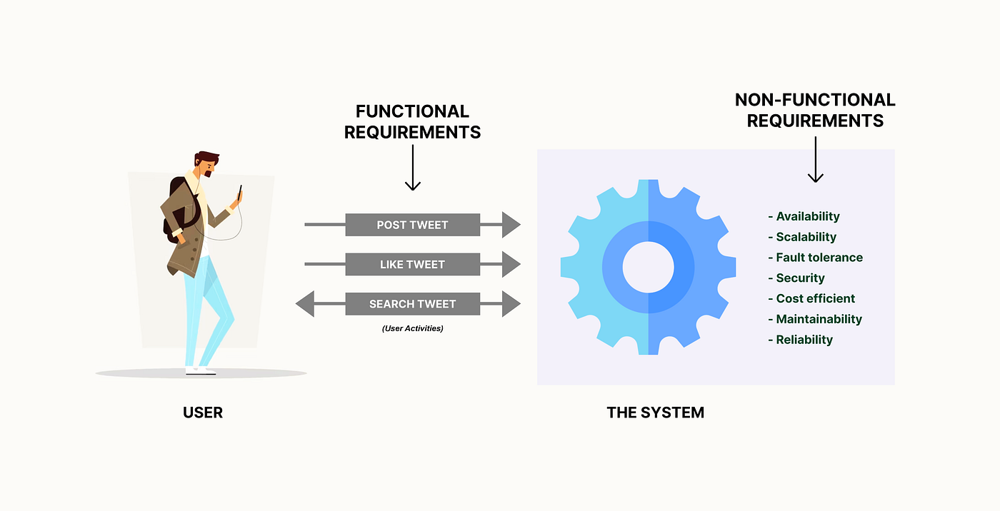 FUNCTIONAL
REQUIREMENTS
NON-FUNCTIONAL
REQUIREMENTS
POST TWEET
LIKE TWEET
SEARCH TWEET
(User Activities)
- Availability
- Scalability
- Fault tolerance
- Security
- Cost efficient
- Maintainability
- Reliability
USER
THE SYSTEM